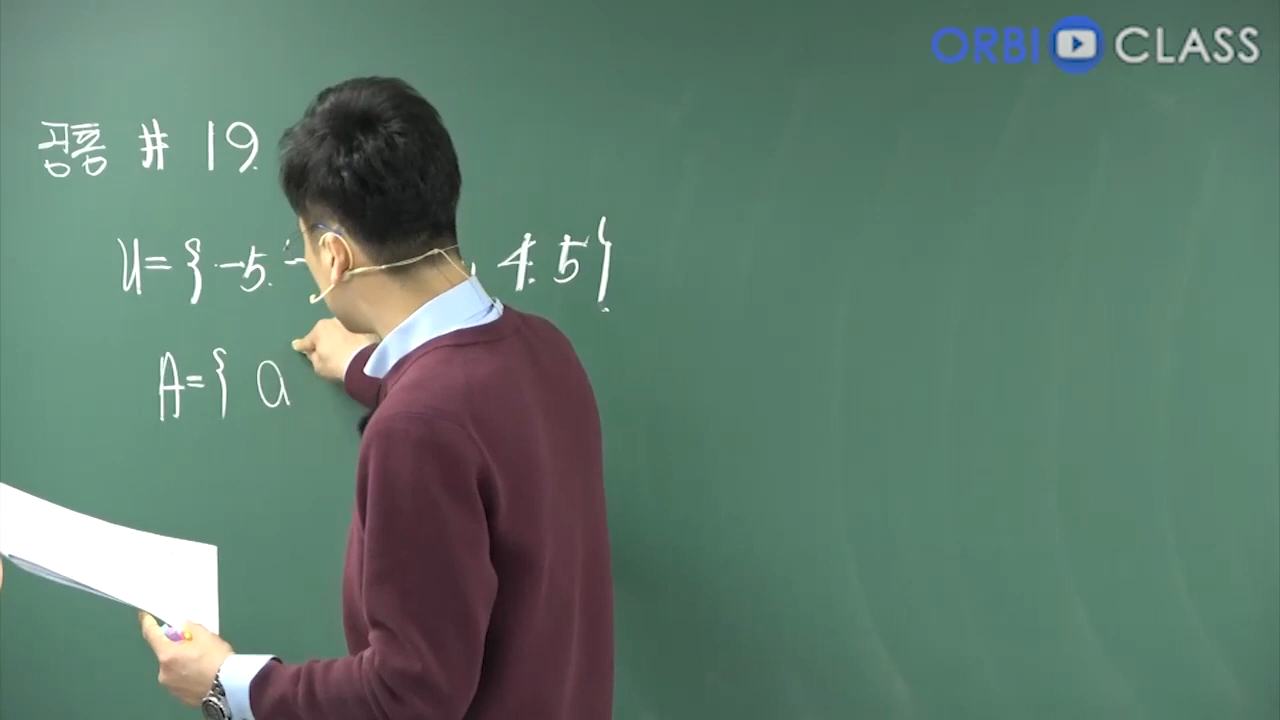 ORBI CLASS
공통 # 19.
U = { -5. - , 4. 5 }
A = { a